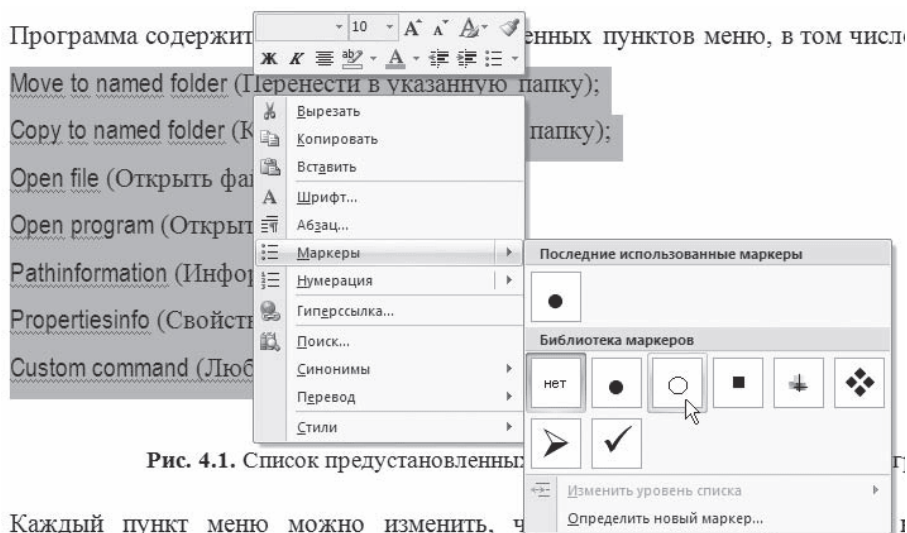 Программа содержит
енных пунктов меню, в том числе
10
Ж К
Move to named folder (Перенести в указанную папку);
Copy to named folder (К
папку);
Open file (Открыть фай
Open program (Открыт
Pathinformation (Инфор
Propertiesinfo (Свойств
Custom command (Люб
Вырезать
Копировать
Вставить
Шрифт...
Абзац...
Маркеры
Нумерация
Гиперссылка...
Поиск...
Синонимы
Перевод
Стили
Последние использованные маркеры
Библиотека маркеров
нет
Изменить уровень списка
Определить новый маркер...
Рис. 4.1. Список предустановленных
Каждый пункт меню можно изменить, ч